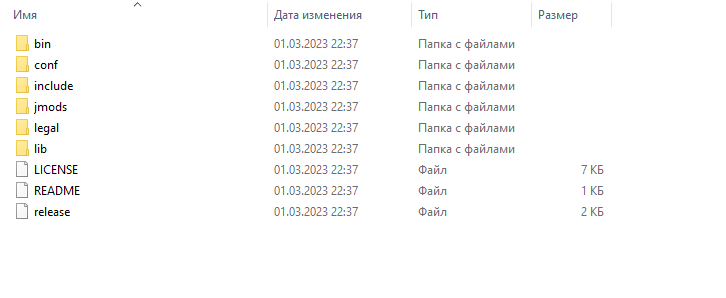 Имя Дата изменения Тип Размер
bin 01.03.2023 22:37 Папка с файлами
conf 01.03.2023 22:37 Папка с файлами
include 01.03.2023 22:37 Папка с файлами
jmods 01.03.2023 22:37 Папка с файлами
legal 01.03.2023 22:37 Папка с файлами
lib 01.03.2023 22:37 Папка с файлами
LICENSE 01.03.2023 22:37 Файл 7 КБ
README 01.03.2023 22:37 Файл 1 КБ
release 01.03.2023 22:37 Файл 2 КБ